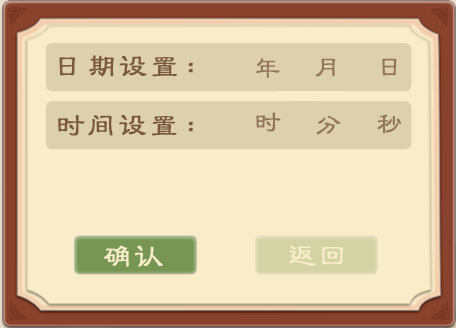 日期设置： 年 月 日
时间设置： 时 分 秒
确认 返回